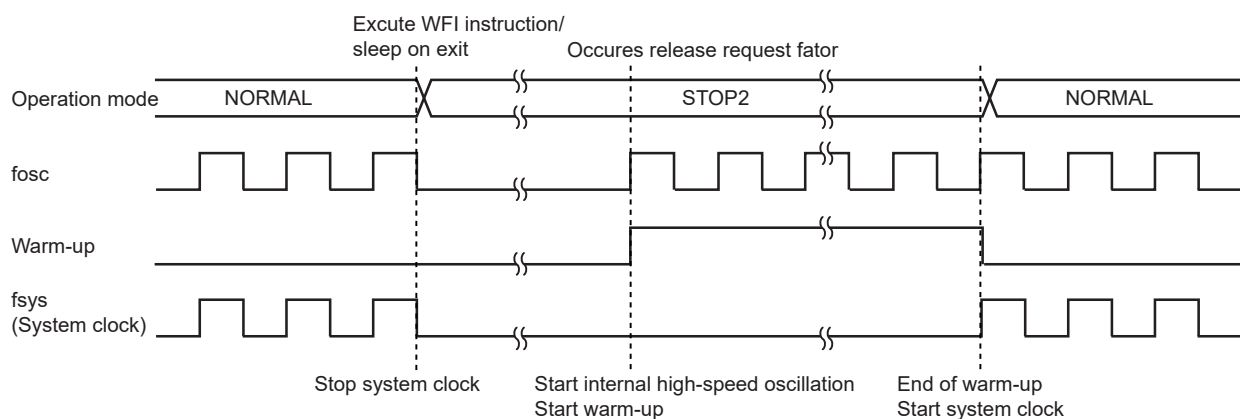 Excute WFI instruction/
sleep on exit
Occures release request fator
Operation mode
NORMAL
STOP2
NORMAL
fosc
Warm-up
fsys
(System clock)
Stop system clock
Start internal high-speed oscillation
Start warm-up
End of warm-up
Start system clock